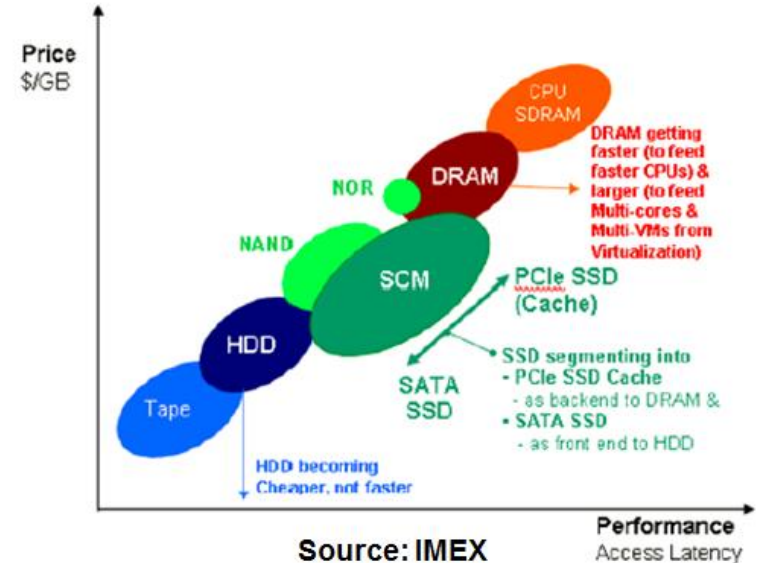 Price
$/GB
CPU
SDRAM
DRAM getting
faster (to feed
faster CPUs) &
larger (to feed
Multi-cores &
Multi-VMs from
Virtualization)
DRAM
NOR
NAND
SCM
PCIe SSD
(Cache)
HDD
SATA
SSD
SSD segmenting into
- PCIe SSD Cache
- as backend to DRAM &
• SATA SSD
- as front end to HDD
Tape
HDD becoming
Cheaper, not faster
Performance
Access Latency
Source: IMEX